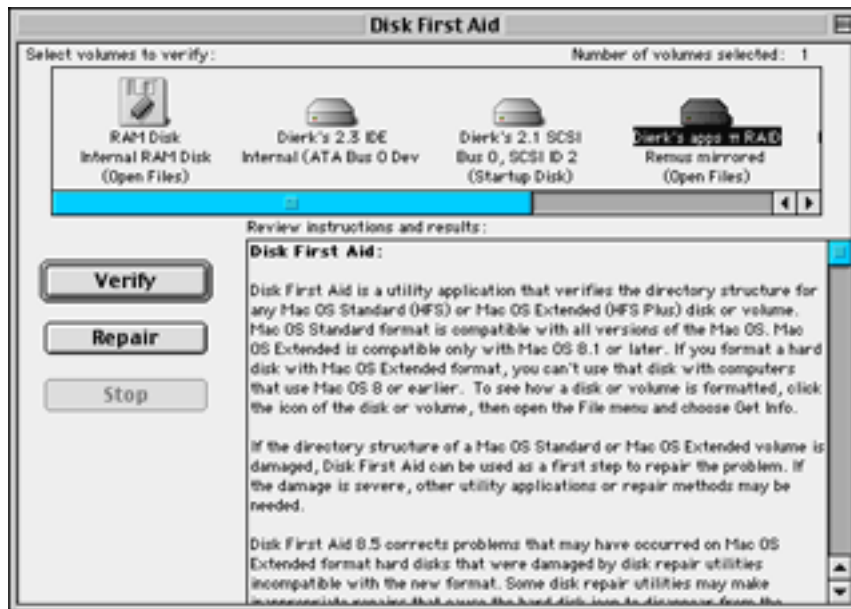 Disk First Aid
Select volumes to verify:
Number of volumes selected: 1
RAM Disk
Internal RAM Disk
(Open Files)
Dierk's 2.3 IDE
Internal (ATA Bus 0 Dev
Dierk's 2.1 SCSI
Bus 0, SCSI ID 2
(Startup Disk)
Dierk's apps π RAID
Remus mirrored
(Open Files)
Verify
Repair
Stop
Review instructions and results:
Disk First Aid:
Disk First Aid is a utility application that verifies the directory structure for
any Mac OS Standard (HFS) or Mac OS Extended (HFS Plus) disk or volume.
Mac OS Standard format is compatible with all versions of the Mac OS. Mac
OS Extended is compatible only with Mac OS 8.1 or later. If you format a hard
disk with Mac OS Extended format, you can't use that disk with computers
that use Mac OS 8 or earlier. To see how a disk or volume is formatted, click
the icon of the disk or volume, then open the File menu and choose Get Info.
If the directory structure of a Mac OS Standard or Mac OS Extended volume is
damaged, Disk First Aid can be used as a first step to repair the problem. If
the damage is severe, other utility applications or repair methods may be
needed.
Disk First Aid 8.5 corrects problems that may have occurred on Mac OS
Extended format hard disks that were damaged by disk repair utilities
incompatible with the new format. Some disk repair utilities may make
inappropriate repairs that cause the hard disk icon to disappear from the